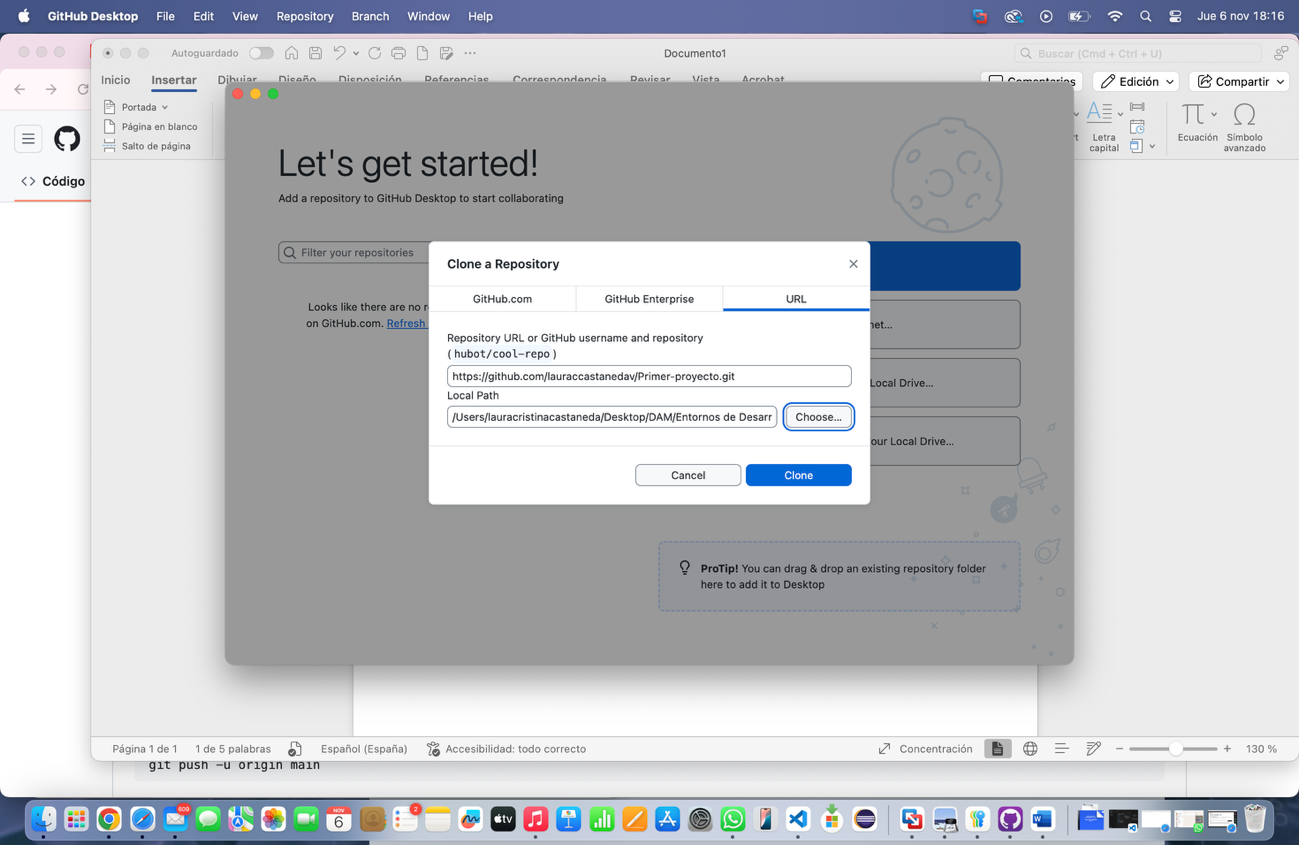 GitHub Desktop File Edit View Repository Branch Window Help Jue 6 nov 18:16
Autoguardado Documento1 Buscar (Cmd + Ctrl + U)
Inicio Insertar Dibujar Diseño Disposición Referencias Correspondencia Revisar Vista Acrobat Comentarios Edición Compartir
Portada
Página en blanco
Salto de página
Letra
capital
Ecuación
Símbolo
avanzado
<> Código
Let's get started!
Add a repository to GitHub Desktop to start collaborating
Filter your repositories
Looks like there are no
on GitHub.com. Refresh
Clone a Repository
GitHub.com GitHub Enterprise URL
Repository URL or GitHub username and repository
(hubot/cool-repo)
https://github.com/lauraccastanedav/Primer-proyecto.git
Local Path
/Users/lauracristinacastaneda/Desktop/DAM/Entornos de Desarr Choose...
Cancel Clone
net...
Local Drive...
our Local Drive...
ProTip! You can drag & drop an existing repository folder
here to add it to Desktop
Página 1 de 1 1 de 5 palabras Español (España) Accesibilidad: todo correcto Concentración 130 %
git push -u origin main
609
2
NOV
6
tv